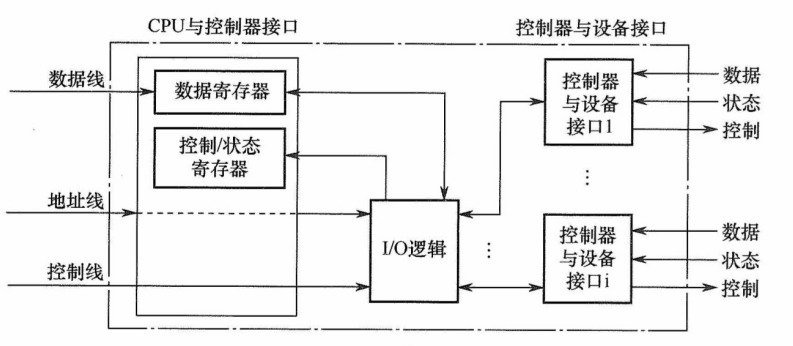 CPU与控制器接口
控制器与设备接口
数据线
数据寄存器
控制/状态
寄存器
地址线
控制线
I/O逻辑
控制器
与设备
接口1
数据
状态
控制
⋮
⋮
控制器
与设备
接口i
数据
状态
控制